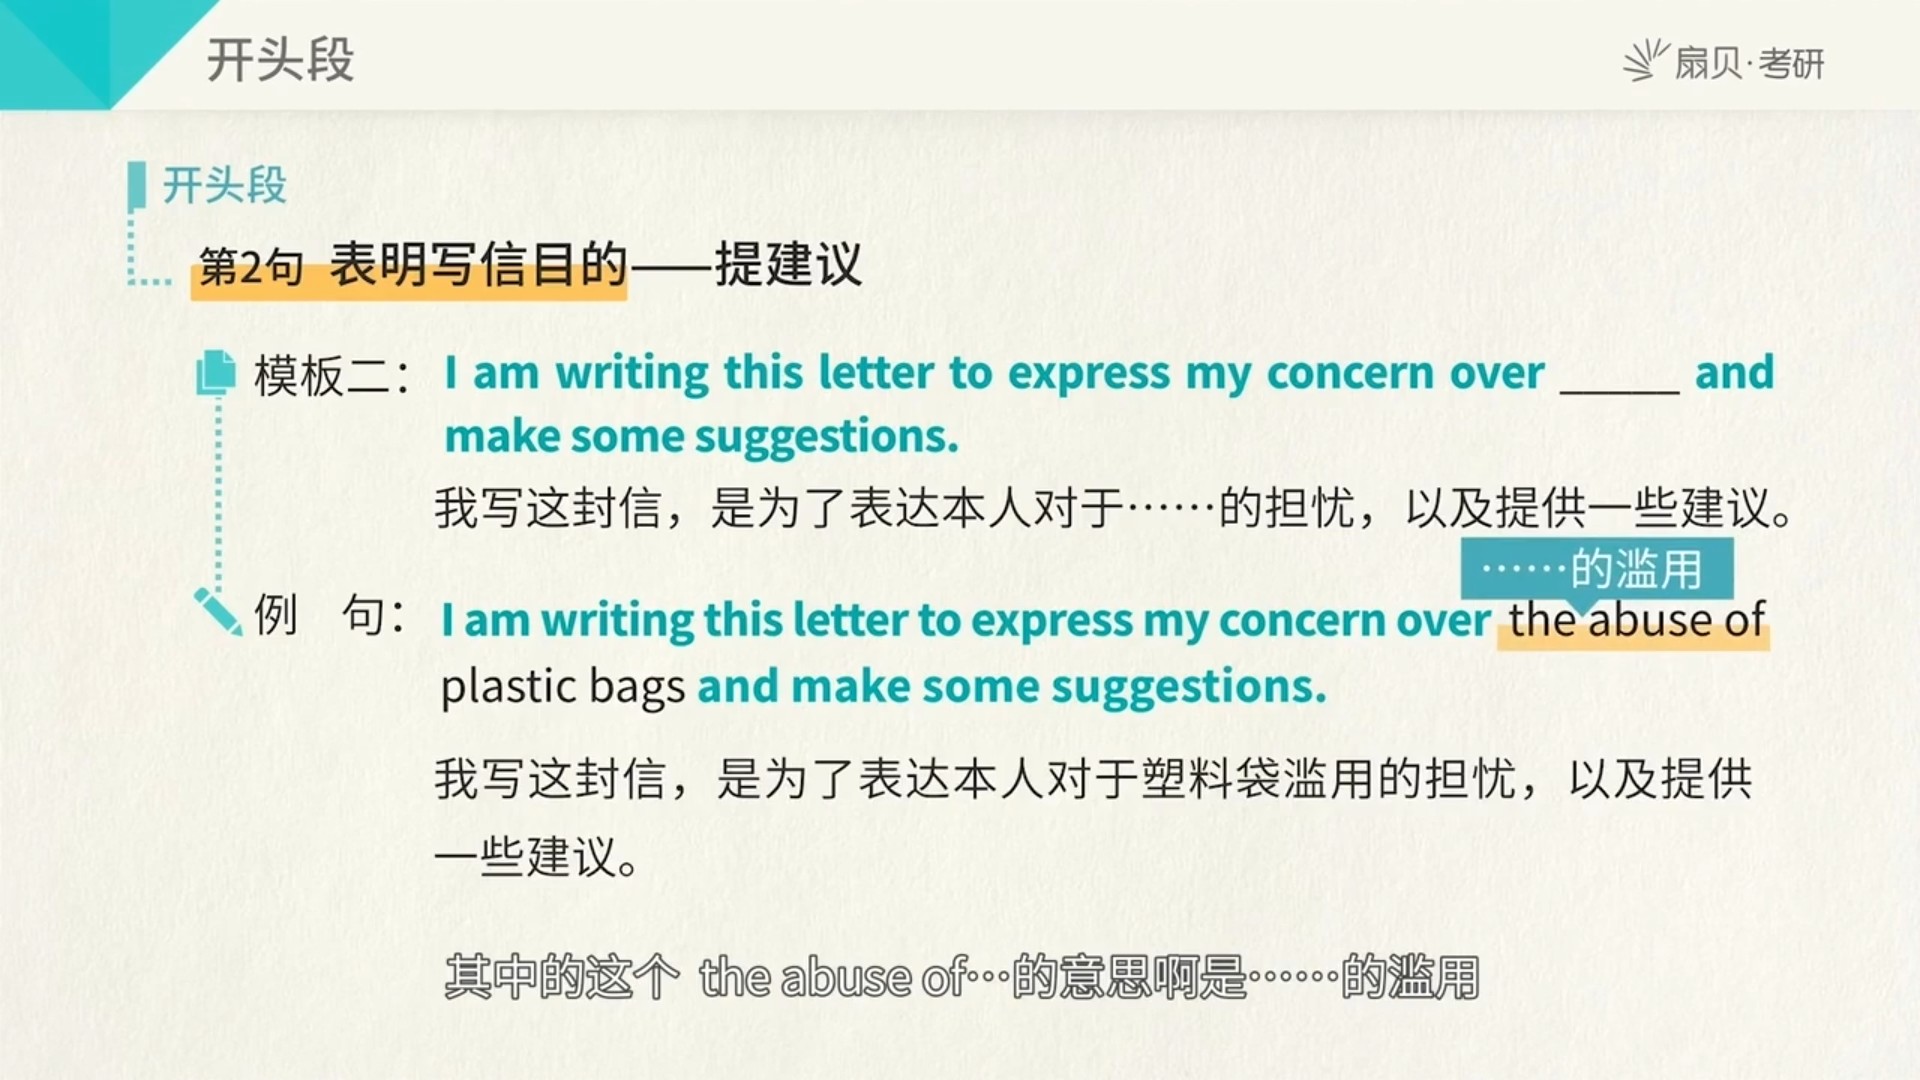 开头段
扇贝·考研
开头段
第2句 表明写信目的——提建议
模板二： I am writing this letter to express my concern over _____ and
make some suggestions.
我写这封信，是为了表达本人对于……的担忧，以及提供一些建议。
……的滥用
例 句： I am writing this letter to express my concern over the abuse of
plastic bags and make some suggestions.
我写这封信，是为了表达本人对于塑料袋滥用的担忧，以及提供
一些建议。
其中的这个 the abuse of…的意思啊是……的滥用